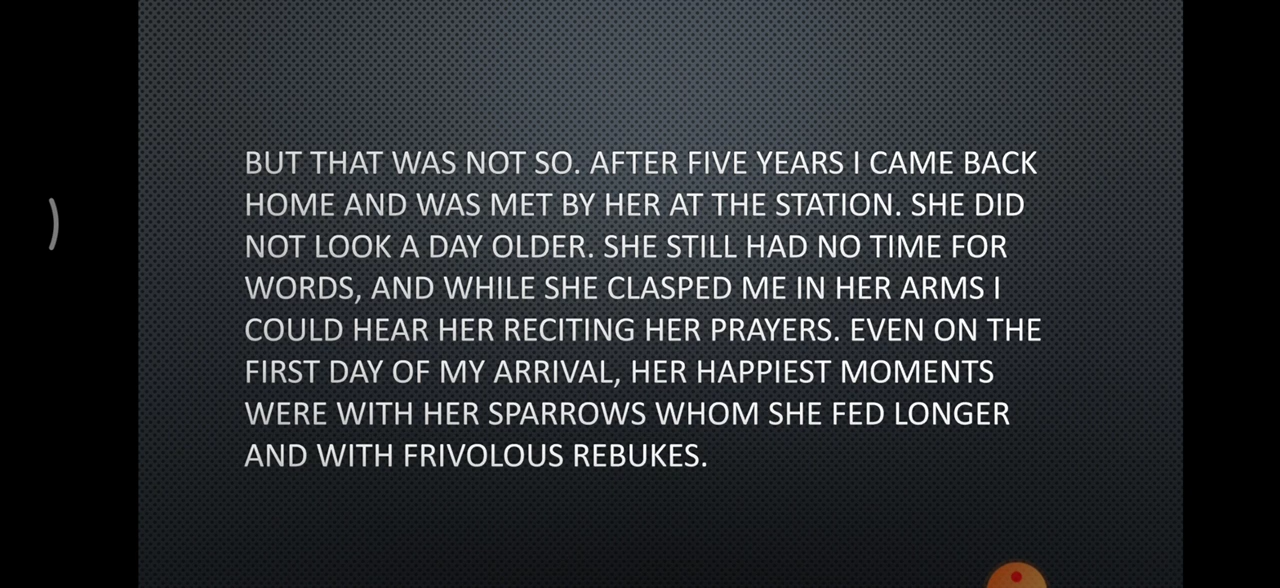 BUT THAT WAS NOT SO. AFTER FIVE YEARS I CAME BACK
HOME AND WAS MET BY HER AT THE STATION. SHE DID
NOT LOOK A DAY OLDER. SHE STILL HAD NO TIME FOR
WORDS, AND WHILE SHE CLASPED ME IN HER ARMS I
COULD HEAR HER RECITING HER PRAYERS. EVEN ON THE
FIRST DAY OF MY ARRIVAL, HER HAPPIEST MOMENTS
WERE WITH HER SPARROWS WHOM SHE FED LONGER
AND WITH FRIVOLOUS REBUKES.